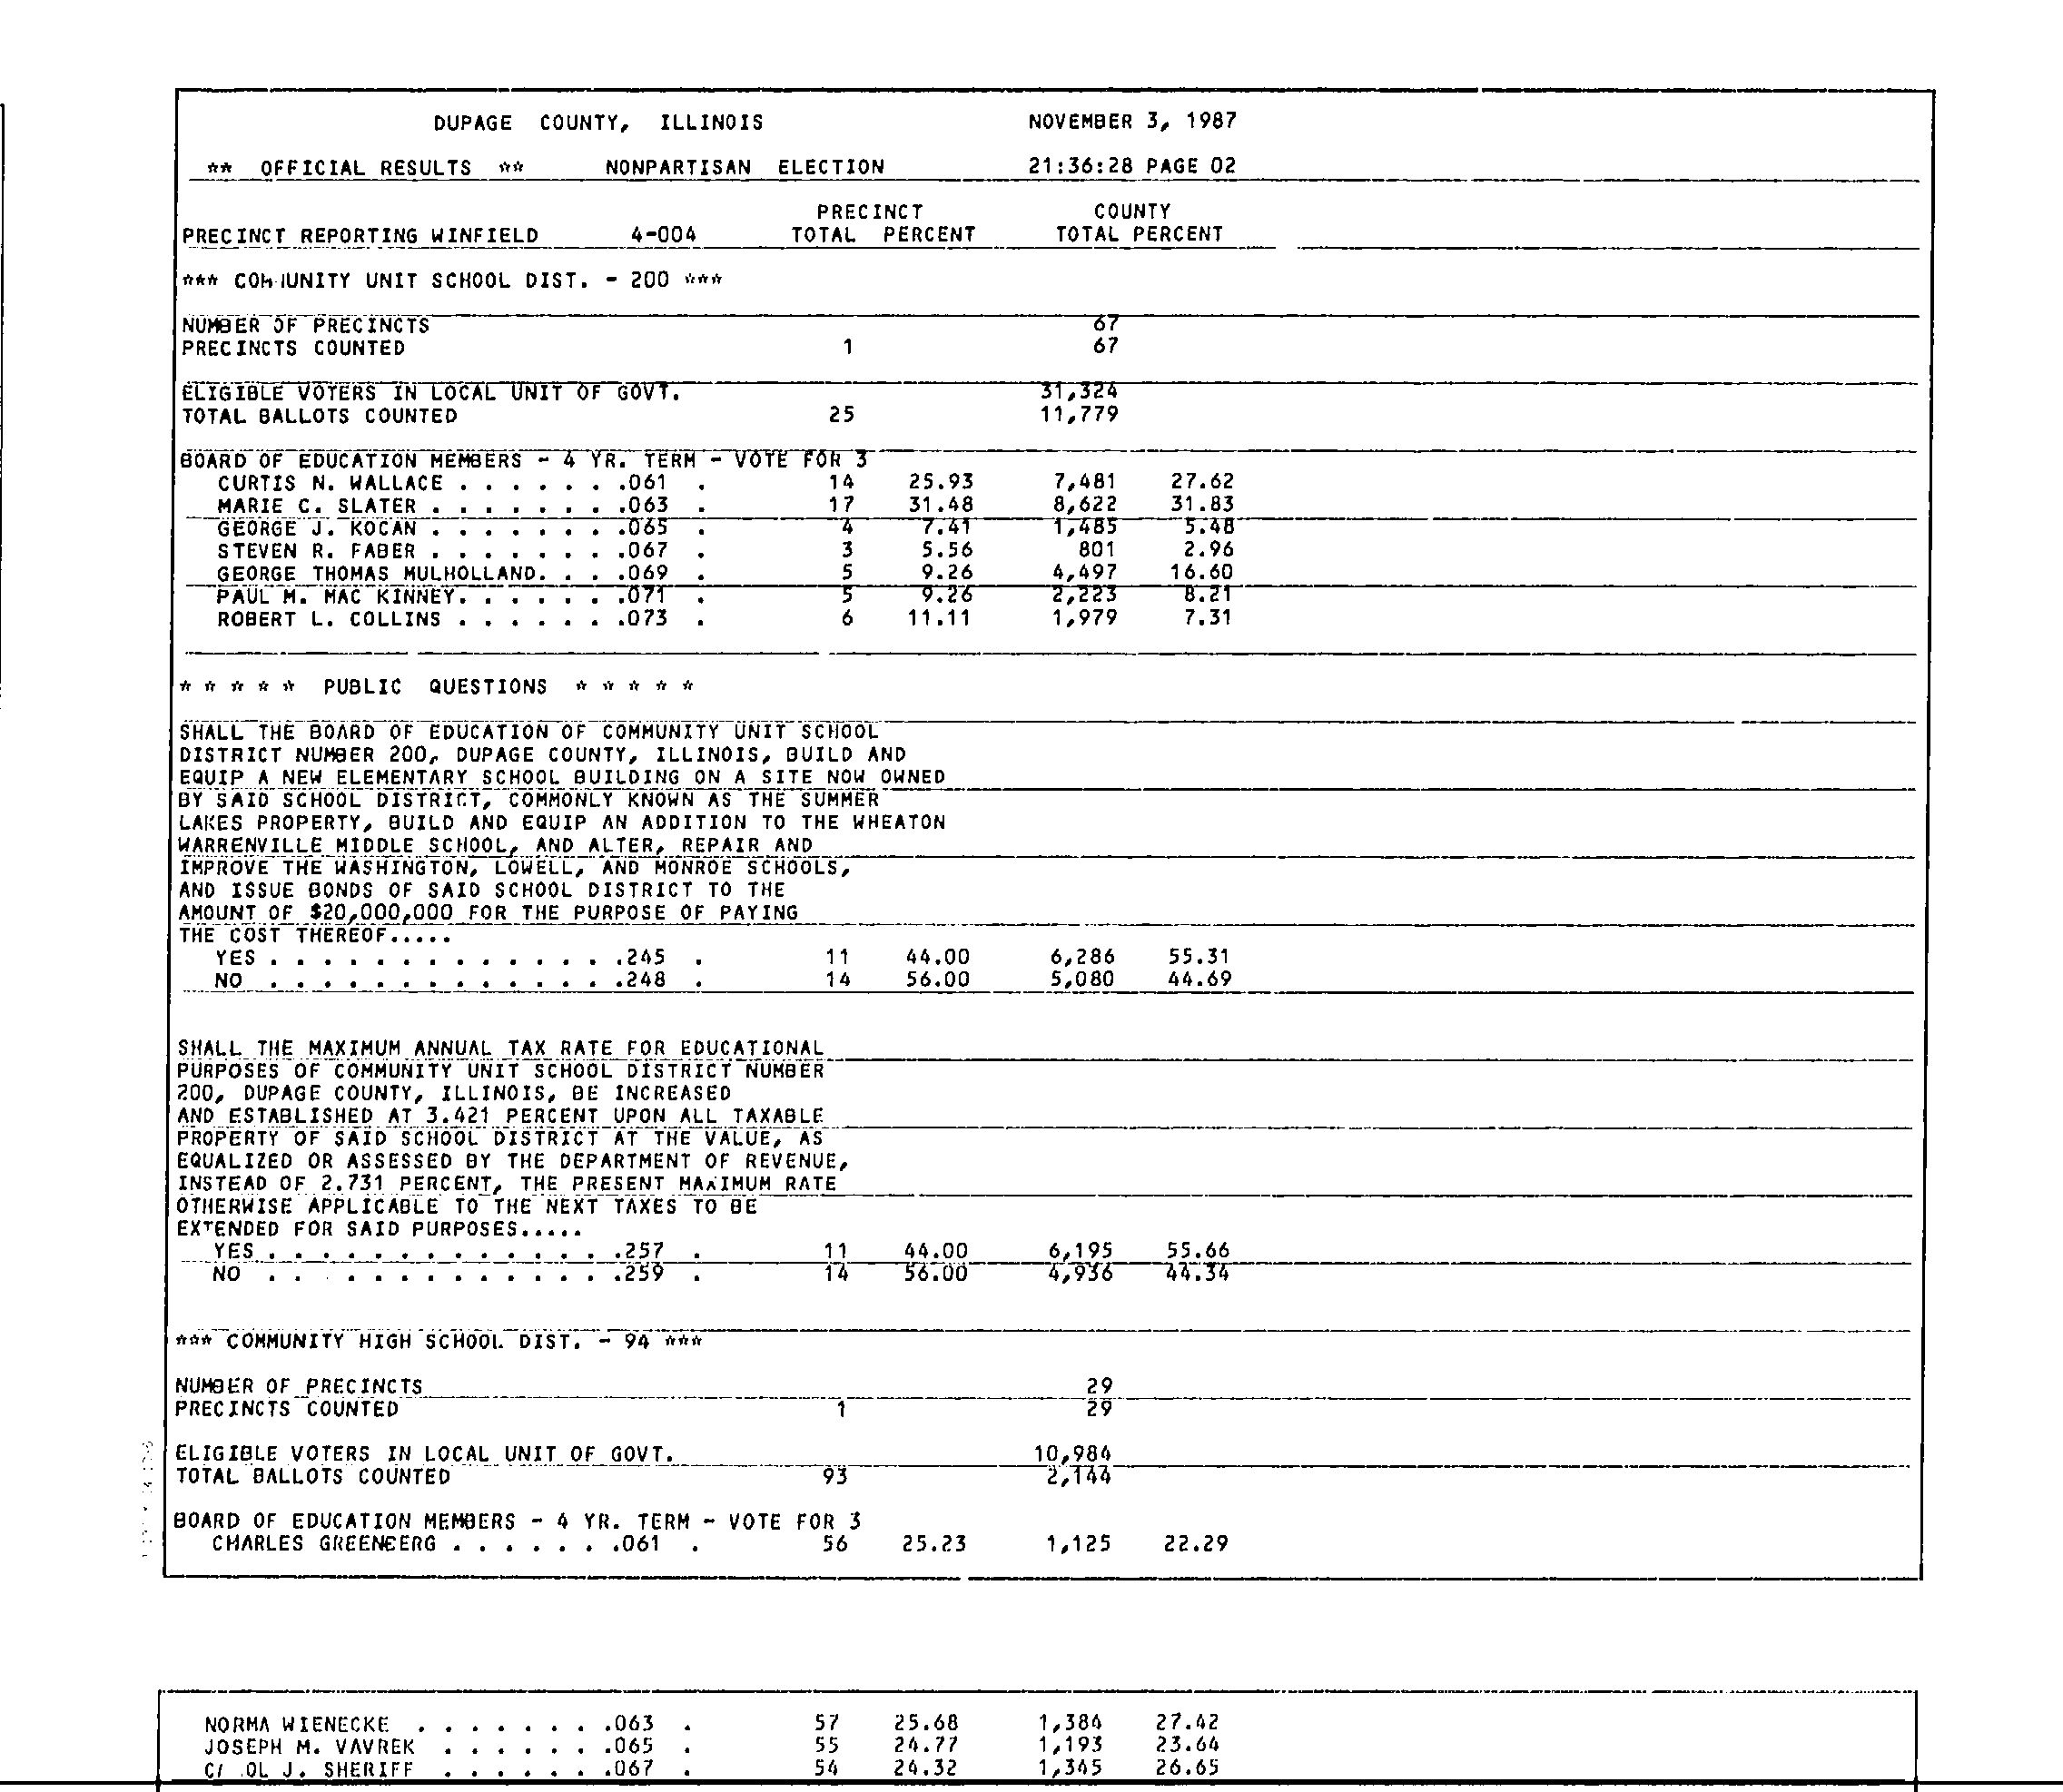 DUPAGE COUNTY, ILLINOIS NOVEMBER 3, 1987
** OFFICIAL RESULTS ** NONPARTISAN ELECTION 21:36:28 PAGE 02
PRECINCT COUNTY
PRECINCT REPORTING WINFIELD 4-004 TOTAL PERCENT TOTAL PERCENT
*** COMMUNITY UNIT SCHOOL DIST. - 200 ***
NUMBER OF PRECINCTS 67
PRECINCTS COUNTED 1 67
ELIGIBLE VOTERS IN LOCAL UNIT OF GOVT. 31,324
TOTAL BALLOTS COUNTED 25 11,779
BOARD OF EDUCATION MEMBERS - 4 YR. TERM - VOTE FOR 3
CURTIS N. WALLACE . . . . . . .061 . 14 25.93 7,481 27.62
MARIE C. SLATER . . . . . . . .063 . 17 31.48 8,622 31.83
GEORGE J. KOCAN . . . . . . . .065 . 4 7.41 1,485 5.48
STEVEN R. FABER . . . . . . . .067 . 3 5.56 801 2.96
GEORGE THOMAS MULHOLLAND. . . .069 . 5 9.26 4,497 16.60
PAUL M. MAC KINNEY. . . . . . .071 . 5 9.26 2,223 8.21
ROBERT L. COLLINS . . . . . . .073 . 6 11.11 1,979 7.31
* * * * * PUBLIC QUESTIONS * * * * *
SHALL THE BOARD OF EDUCATION OF COMMUNITY UNIT SCHOOL
DISTRICT NUMBER 200, DUPAGE COUNTY, ILLINOIS, BUILD AND
EQUIP A NEW ELEMENTARY SCHOOL BUILDING ON A SITE NOW OWNED
BY SAID SCHOOL DISTRICT, COMMONLY KNOWN AS THE SUMMER
LAKES PROPERTY, BUILD AND EQUIP AN ADDITION TO THE WHEATON
WARRENVILLE MIDDLE SCHOOL, AND ALTER, REPAIR AND
IMPROVE THE WASHINGTON, LOWELL, AND MONROE SCHOOLS,
AND ISSUE BONDS OF SAID SCHOOL DISTRICT TO THE
AMOUNT OF $20,000,000 FOR THE PURPOSE OF PAYING
THE COST THEREOF.....
YES . . . . . . . . . . . . . .245 . 11 44.00 6,286 55.31
NO . . . . . . . . . . . . . .248 . 14 56.00 5,080 44.69
SHALL THE MAXIMUM ANNUAL TAX RATE FOR EDUCATIONAL
PURPOSES OF COMMUNITY UNIT SCHOOL DISTRICT NUMBER
200, DUPAGE COUNTY, ILLINOIS, BE INCREASED
AND ESTABLISHED AT 3.421 PERCENT UPON ALL TAXABLE
PROPERTY OF SAID SCHOOL DISTRICT AT THE VALUE, AS
EQUALIZED OR ASSESSED BY THE DEPARTMENT OF REVENUE,
INSTEAD OF 2.731 PERCENT, THE PRESENT MAXIMUM RATE
OTHERWISE APPLICABLE TO THE NEXT TAXES TO BE
EXTENDED FOR SAID PURPOSES.....
YES . . . . . . . . . . . . . .257 . 11 44.00 6,195 55.66
NO . . . . . . . . . . . . . .259 . 14 56.00 4,936 44.34
*** COMMUNITY HIGH SCHOOL DIST. - 94 ***
NUMBER OF PRECINCTS 29
PRECINCTS COUNTED 1 29
ELIGIBLE VOTERS IN LOCAL UNIT OF GOVT. 10,984
TOTAL BALLOTS COUNTED 93 2,144
BOARD OF EDUCATION MEMBERS - 4 YR. TERM - VOTE FOR 3
CHARLES GREENBERG . . . . . . .061 . 56 25.23 1,125 22.29
NORMA WIENECKE . . . . . . . .063 . 57 25.68 1,384 27.42
JOSEPH M. VAVREK . . . . . . .065 . 55 24.77 1,193 23.64
J. SHERIFF . . . . . . .067 . 54 24.32 1,345 26.65